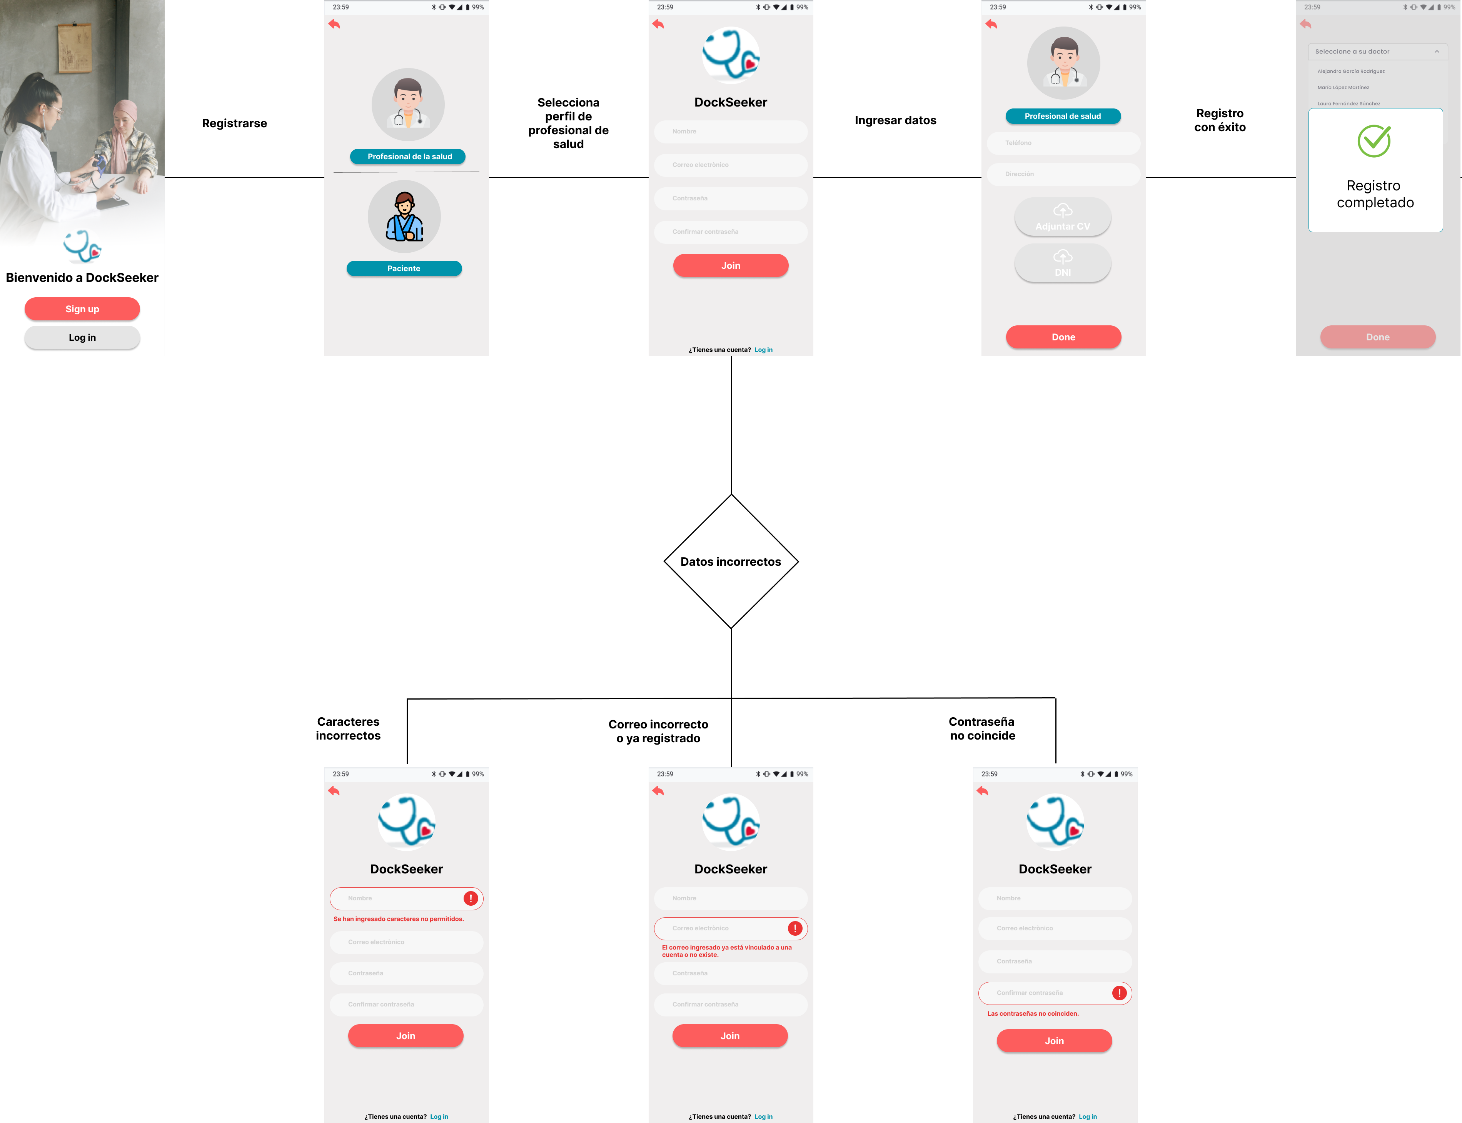 Bienvenido a DockSeeker
Sign up
Log in
Registrarse
23:59
99%
Profesional de la salud
Paciente
Selecciona
perfil de
profesional de
salud
23:59
99%
DockSeeker
Nombre
Correo electrónico
Contraseña
Confirmar contraseña
Join
¿Tienes una cuenta? Log in
Ingresar datos
23:59
99%
Profesional de salud
Teléfono
Dirección
Adjuntar CV
DNI
Done
Registro
con éxito
23:59
99%
Seleccione a su doctor
Alejandro García Rodríguez
María López Martínez
Laura Fernández Sánchez
Registro
completado
Done
Datos incorrectos
Caracteres
incorrectos
Correo incorrecto
o ya registrado
Contraseña
no coincide
23:59
99%
DockSeeker
Nombre
!
Se han ingresado caracteres no permitidos.
Correo electrónico
Contraseña
Confirmar contraseña
Join
¿Tienes una cuenta? Log in
23:59
99%
DockSeeker
Nombre
Correo electrónico
!
El correo ingresado ya está vinculado a una
cuenta o no existe.
Contraseña
Confirmar contraseña
Join
¿Tienes una cuenta? Log in
23:59
99%
DockSeeker
Nombre
Correo electrónico
Contraseña
Confirmar contraseña
!
Las contraseñas no coinciden.
Join
¿Tienes una cuenta? Log in